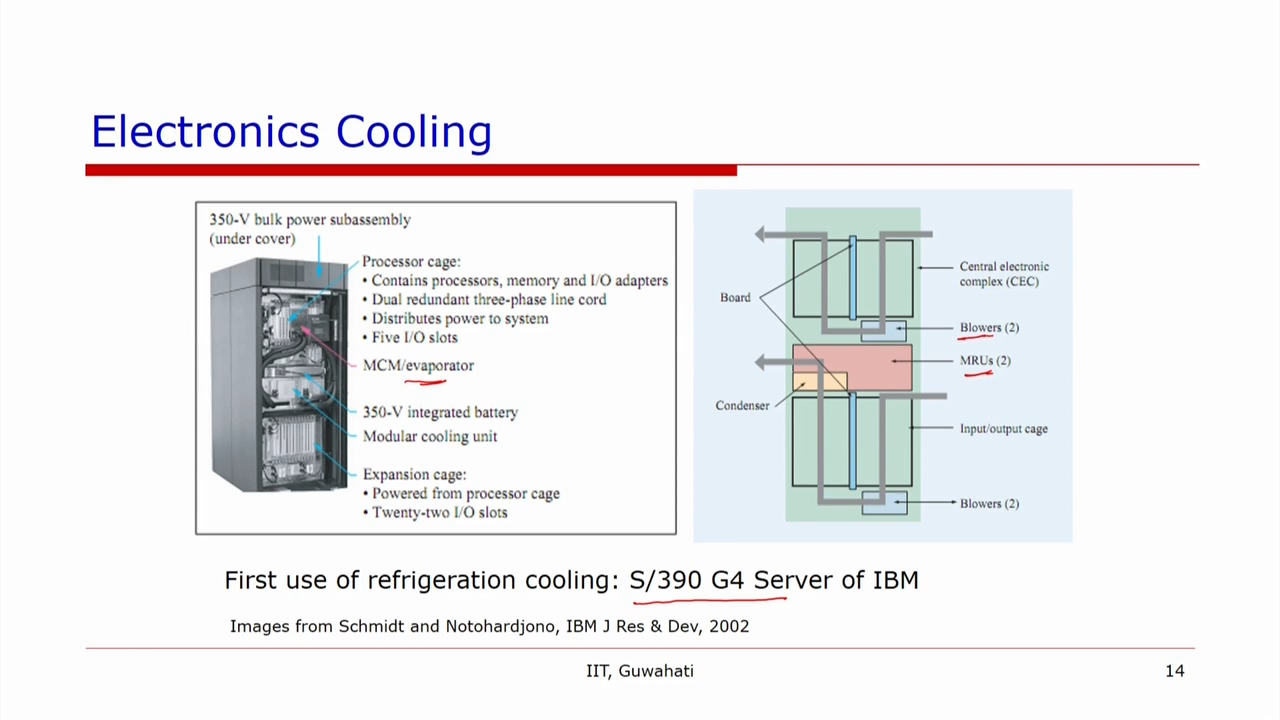 Electronics Cooling
350-V bulk power subassembly
(under cover)
Processor cage:
• Contains processors, memory and I/O adapters
• Dual redundant three-phase line cord
• Distributes power to system
• Five I/O slots
MCM/evaporator
350-V integrated battery
Modular cooling unit
Expansion cage:
• Powered from processor cage
• Twenty-two I/O slots
Board
Condenser
Central electronic
complex (CEC)
Blowers (2)
MRUs (2)
Input/output cage
Blowers (2)
First use of refrigeration cooling: S/390 G4 Server of IBM
Images from Schmidt and Notohardjono, IBM J Res & Dev, 2002
IIT, Guwahati
14